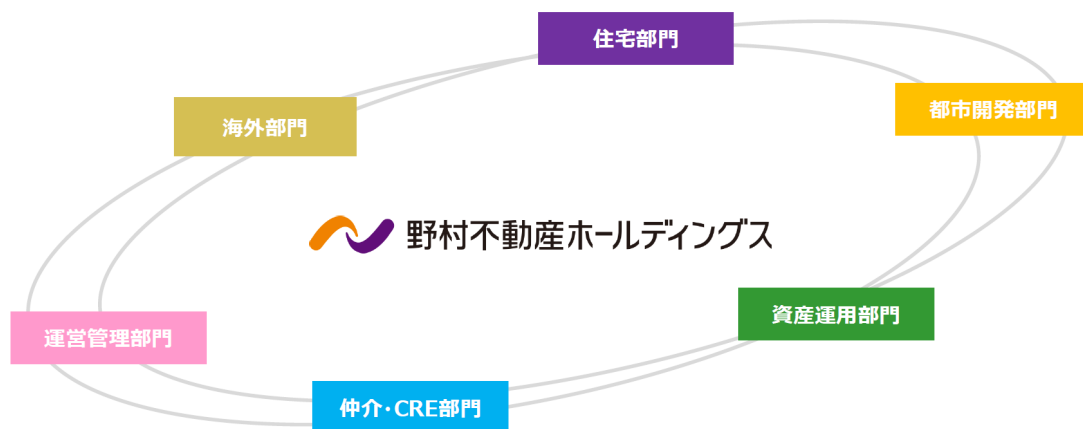 住宅部門
都市開発部門
海外部門
野村不動産ホールディングス
資産運用部門
運営管理部門
仲介・CRE部門